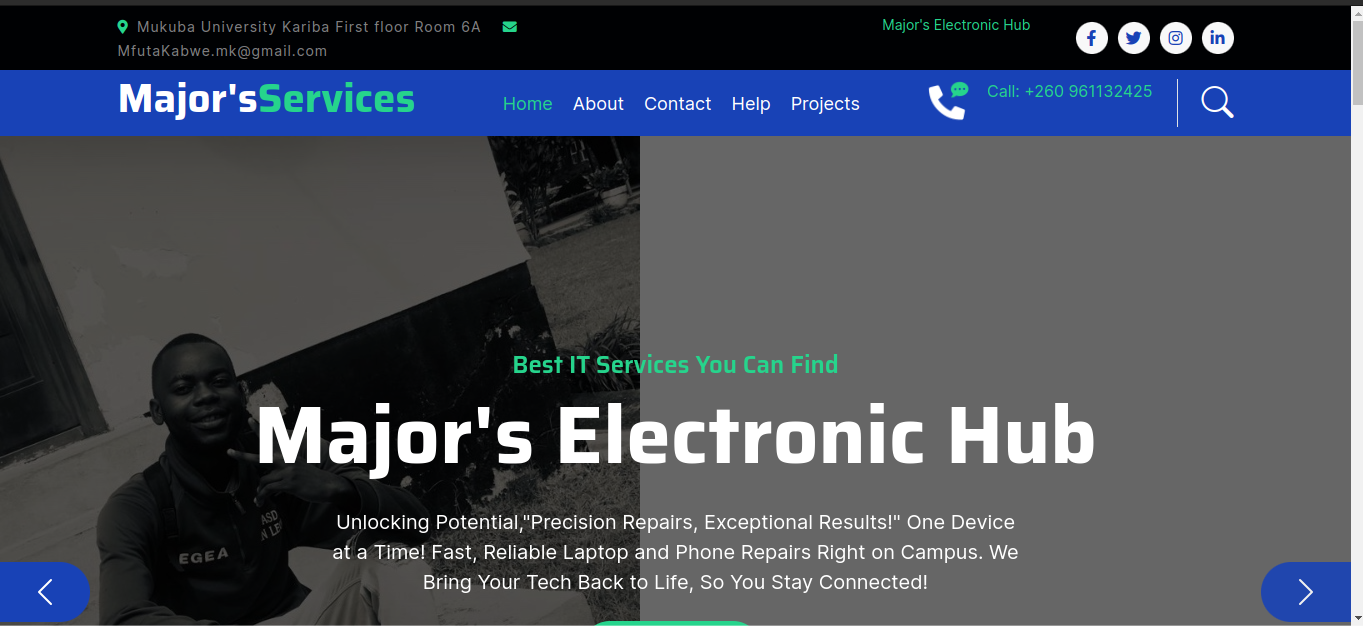 Mukuba University Kariba First floor Room 6A
MfutaKabwe.mk@gmail.com
Major's Electronic Hub
Major'sServices
Home About Contact Help Projects
Call: +260 961132425
Best IT Services You Can Find
Major's Electronic Hub
Unlocking Potential,"Precision Repairs, Exceptional Results!" One Device
at a Time! Fast, Reliable Laptop and Phone Repairs Right on Campus. We
Bring Your Tech Back to Life, So You Stay Connected!
EGEA